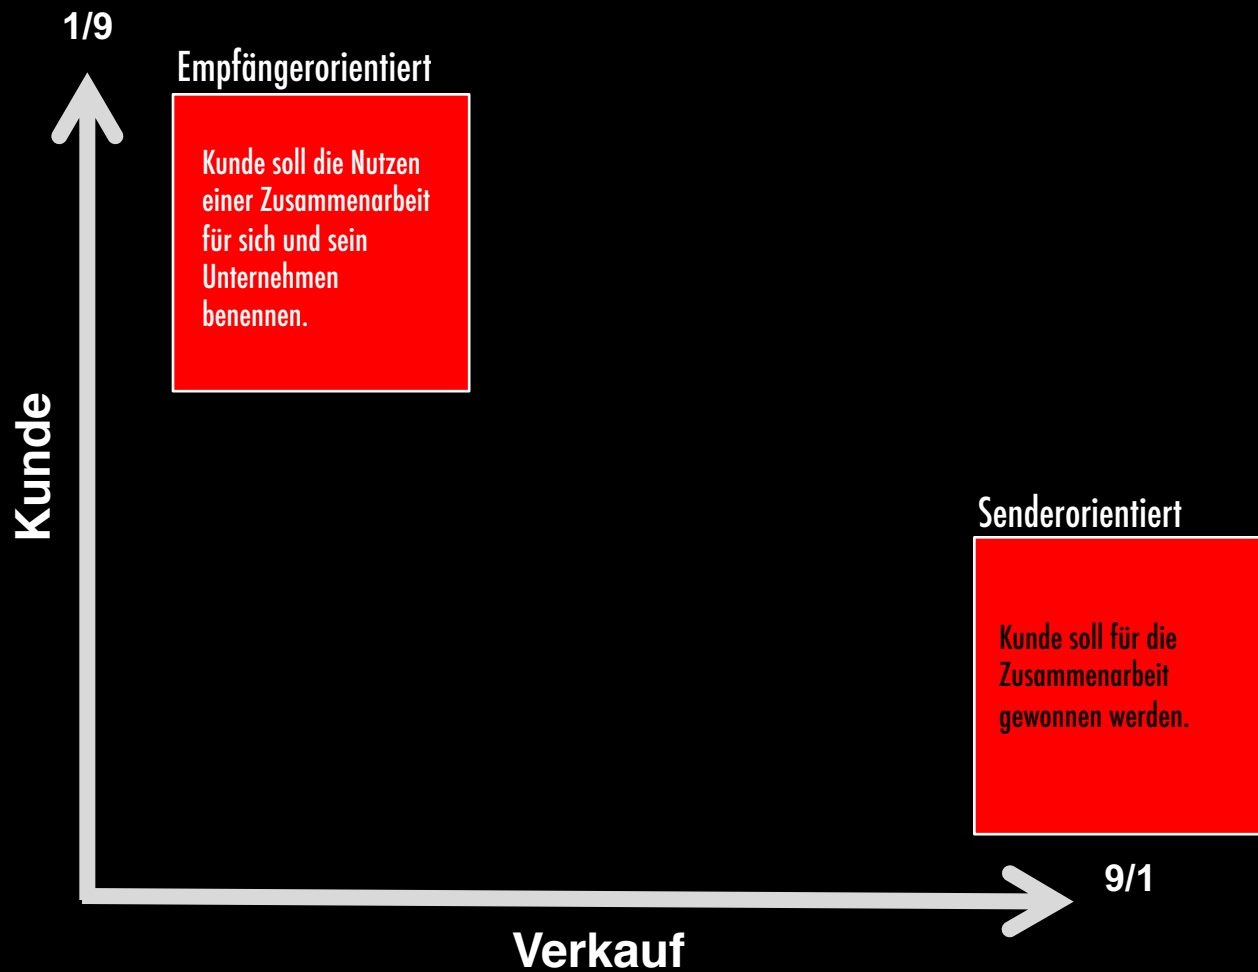 1/9
Empfängerorientiert
Kunde soll die Nutzen
einer Zusammenarbeit
für sich und sein
Unternehmen
benennen.
Kunde
Senderorientiert
Kunde soll für die
Zusammenarbeit
gewonnen werden.
9/1
Verkauf